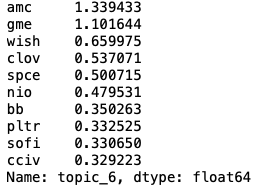 amc     1.339433
gme     1.101644
wish    0.659975
clov    0.537071
spce    0.500715
nio     0.479531
bb      0.350263
pltr    0.332525
sofi    0.330650
cciv    0.329223
Name: topic_6, dtype: float64